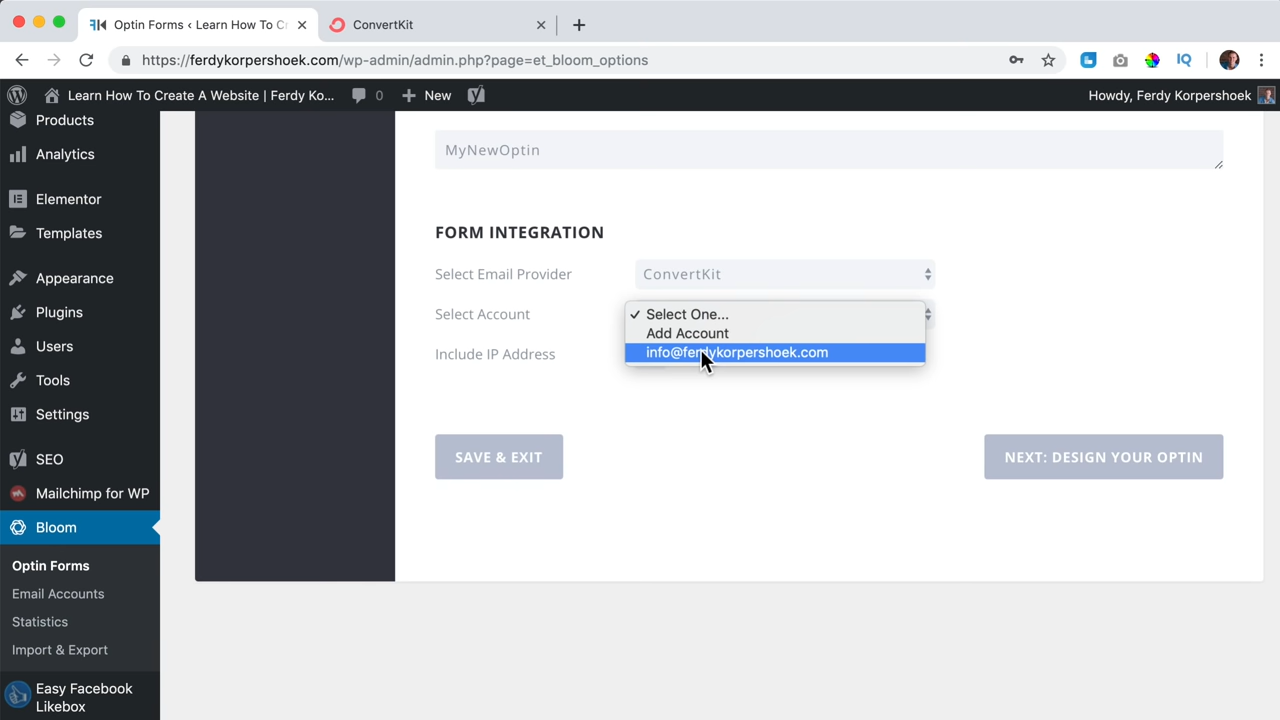 Optin Forms ‹ Learn How To C
ConvertKit
https://ferdykorpershoek.com/wp-admin/admin.php?page=et_bloom_options
IQ
Learn How To Create A Website | Ferdy Ko...
0
New
Howdy, Ferdy Korpershoek
Products
Analytics
Elementor
Templates
Appearance
Plugins
Users
Tools
Settings
SEO
Mailchimp for WP
Bloom
Optin Forms
Email Accounts
Statistics
Import & Export
Easy Facebook
Likebox
MyNewOptin
FORM INTEGRATION
Select Email Provider
ConvertKit
Select Account
✓ Select One...
Add Account
info@ferdykorpershoek.com
Include IP Address
SAVE & EXIT
NEXT: DESIGN YOUR OPTIN